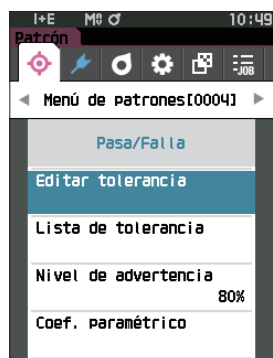 I+E M 10:49
Patrón
JOB
Menú de patrones[0004]
Pasa/Falla
Editar tolerancia
Lista de tolerancia
Nivel de advertencia
80%
Coef. paramétrico